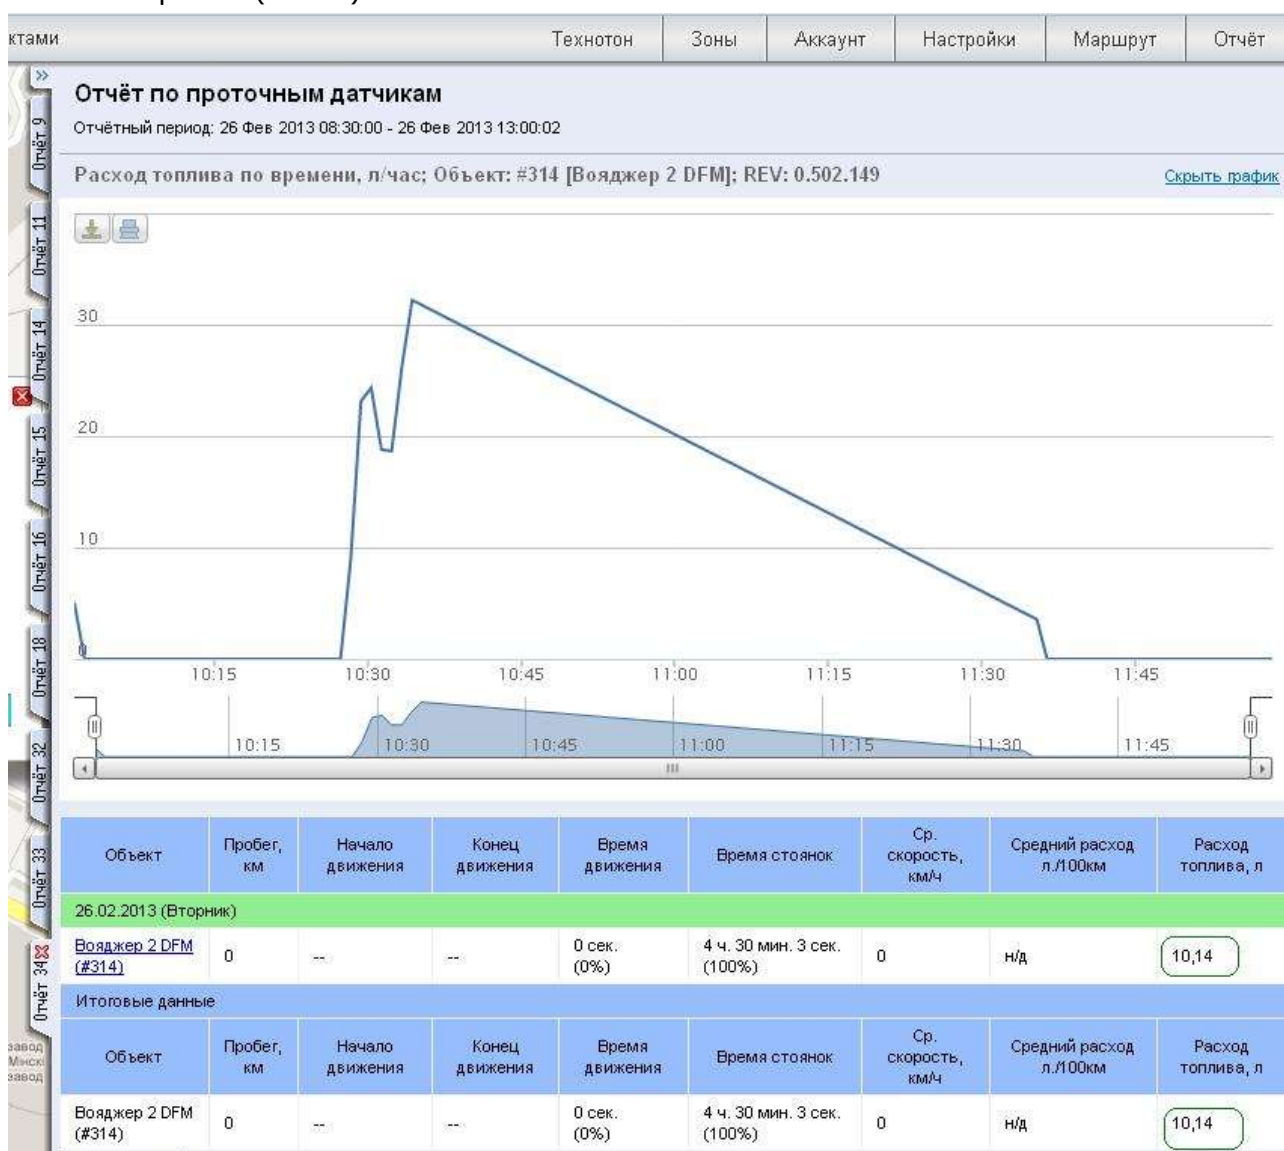 ктами
Технотон Зоны Аккаунт Настройки Маршрут Отчёт
»
Отчёт 9
Отчёт 11
Отчёт 14
Отчёт 15
Отчёт 16
Отчёт 18
Отчёт 32
Отчёт 33
Отчёт 34
Отчёт по проточным датчикам
Отчётный период: 26 Фев 2013 08:30:00 - 26 Фев 2013 13:00:02
Расход топлива по времени, л/час; Объект: #314 [Вояджер 2 DFM]; REV: 0.502.149
Скрыть график
30
20
10
0
10:15 10:30 10:45 11:00 11:15 11:30 11:45
10:15 10:30 10:45 11:00 11:15 11:30 11:45
Объект Пробег, км Начало движения Конец движения Время движения Время стоянок Ср. скорость, км/ч Средний расход л./100км Расход топлива, л
26.02.2013 (Вторник)
Вояджер 2 DFM (#314) 0 -- -- 0 сек. (0%) 4 ч. 30 мин. 3 сек. (100%) 0 н/д 10,14
Итоговые данные
Объект Пробег, км Начало движения Конец движения Время движения Время стоянок Ср. скорость, км/ч Средний расход л./100км Расход топлива, л
Вояджер 2 DFM (#314) 0 -- -- 0 сек. (0%) 4 ч. 30 мин. 3 сек. (100%) 0 н/д 10,14
завод
завод